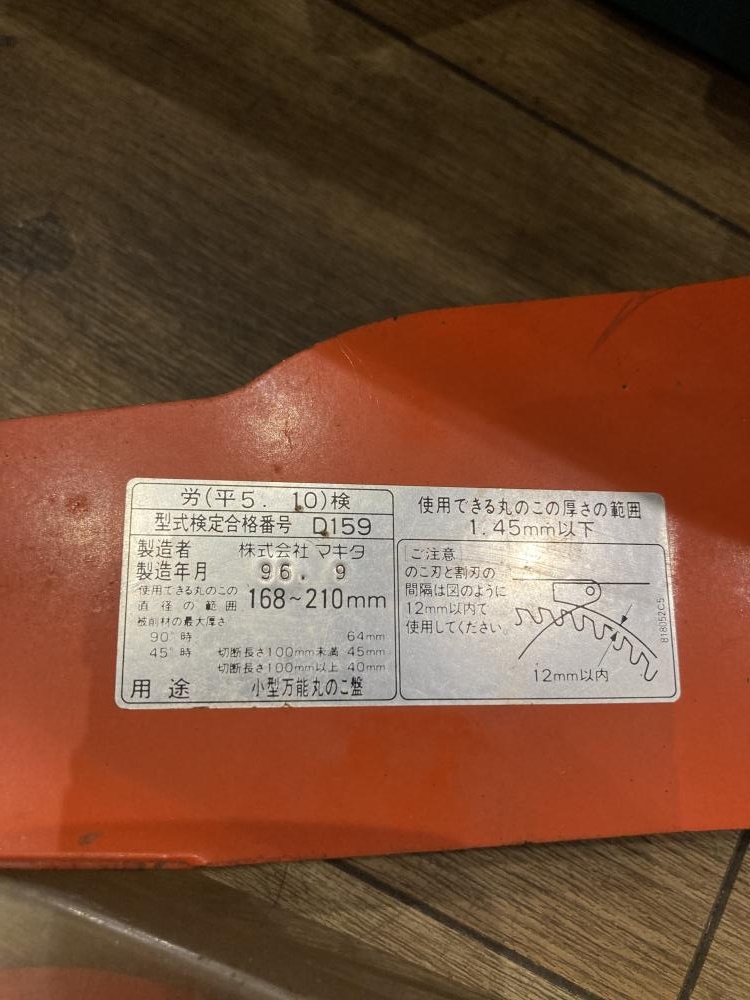 労(平5．10)検
型式検定合格番号 D159
製造者 株式会社 マキタ
製造年月 96. 9
使用できる丸のこの
直径の範囲 168~210mm
被削材の最大厚さ
90°時 64mm
45°時 切断長さ100mm未満 45mm
切断長さ100mm以上 40mm
用途 小型万能丸のこ盤
使用できる丸のこの厚さの範囲
1.45mm以下
ご注意
のこ刃と割刃の
間隔は図のように
12mm以内で
使用してください。
12mm以内
818052C5